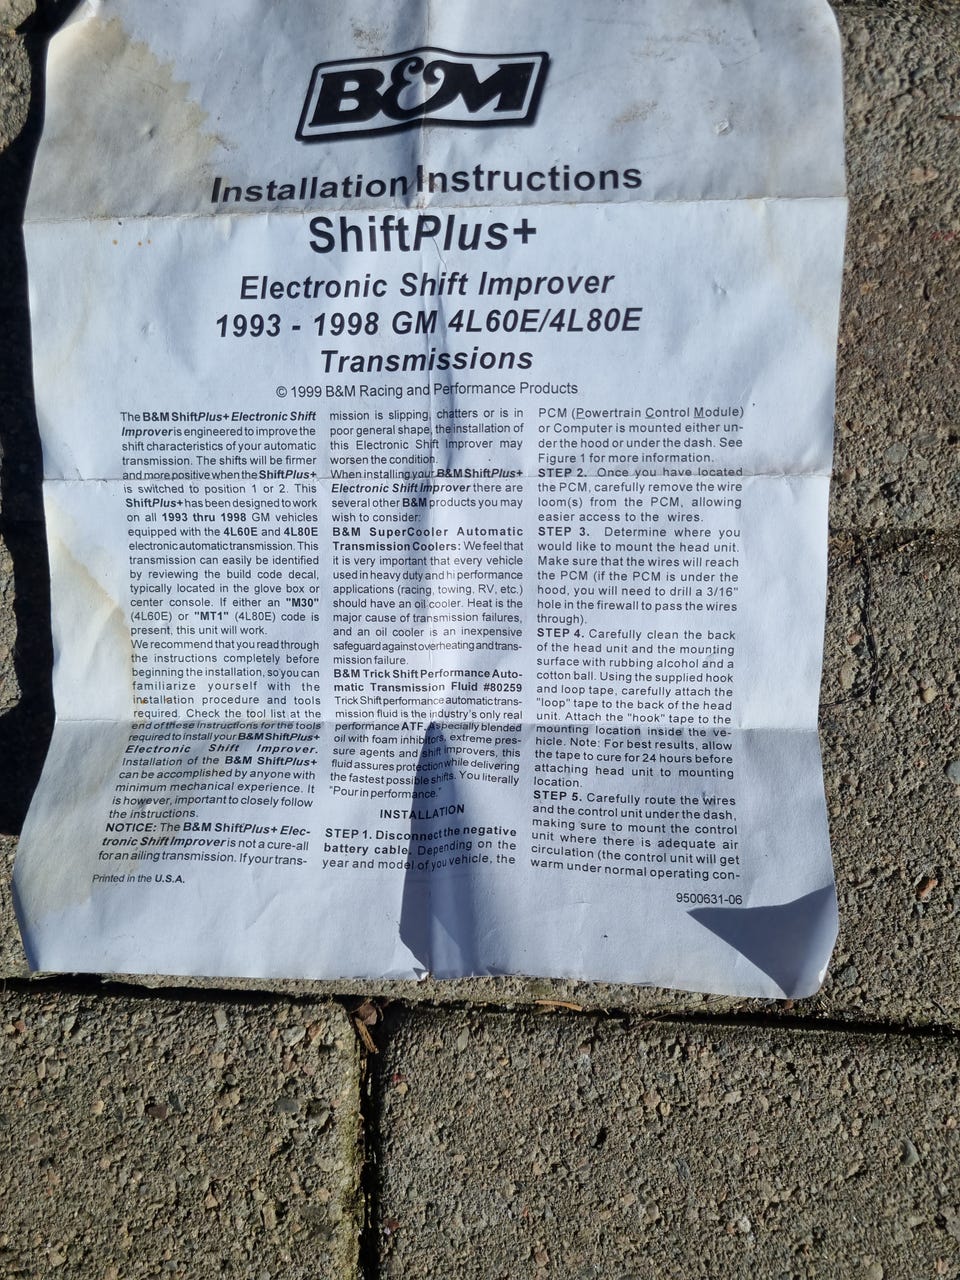 B&M
Installation Instructions
ShiftPlus+
Electronic Shift Improver
1993 - 1998 GM 4L60E/4L80E
Transmissions
© 1999 B&M Racing and Performance Products
The B&M ShiftPlus+ Electronic Shift
Improver is engineered to improve the
shift characteristics of your automatic
transmission. The shifts will be firmer
and more positive when the ShiftPlus+
is switched to position 1 or 2. This
ShiftPlus+ has been designed to work
on all 1993 thru 1998 GM vehicles
equipped with the 4L60E and 4L80E
electronic automatic transmission. This
transmission can easily be identified
by reviewing the build code decal,
typically located in the glove box or
center console. If either an "M30"
(4L60E) or "MT1" (4L80E) code is
present, this unit will work.
We recommend that you read through
the instructions completely before
beginning the installation, so you can
familiarize yourself with the
installation procedure and tools
required. Check the tool list at the
end of these instructions for the tools
required to install your B&M ShiftPlus+
Electronic Shift Improver.
Installation of the B&M ShiftPlus+
can be accomplished by anyone with
minimum mechanical experience. It
is however, important to closely follow
the instructions.
NOTICE: The B&M ShiftPlus+ Elec-
tronic Shift Improver is not a cure-all
for an ailing transmission. If your trans-
Printed in the U.S.A.
mission is slipping, chatters or is in
poor general shape, the installation of
this Electronic Shift Improver may
worsen the condition.
When installing your B&M ShiftPlus+
Electronic Shift Improver there are
several other B&M products you may
wish to consider:
B&M SuperCooler Automatic
Transmission Coolers: We feel that
it is very important that every vehicle
used in heavy duty and hi performance
applications (racing, towing, RV, etc.)
should have an oil cooler. Heat is the
major cause of transmission failures,
and an oil cooler is an inexpensive
safeguard against overheating and trans-
mission failure.
B&M Trick Shift Performance Auto-
matic Transmission Fluid #80259
Trick Shift performance automatic trans-
mission fluid is the industry's only real
performance ATF. A specially blended
oil with foam inhibitors, extreme pres-
sure agents and shift improvers, this
fluid assures protection while delivering
the fastest possible shifts. You literally
"Pour in performance."
INSTALLATION
STEP 1. Disconnect the negative
battery cable. Depending on the
year and model of you vehicle, the
PCM (Powertrain Control Module)
or Computer is mounted either un-
der the hood or under the dash. See
Figure 1 for more information.
STEP 2. Once you have located
the PCM, carefully remove the wire
loom(s) from the PCM, allowing
easier access to the wires.
STEP 3. Determine where you
would like to mount the head unit.
Make sure that the wires will reach
the PCM (if the PCM is under the
hood, you will need to drill a 3/16"
hole in the firewall to pass the wires
through).
STEP 4. Carefully clean the back
of the head unit and the mounting
surface with rubbing alcohol and a
cotton ball. Using the supplied hook
and loop tape, carefully attach the
"loop" tape to the back of the head
unit. Attach the "hook" tape to the
mounting location inside the ve-
hicle. Note: For best results, allow
the tape to cure for 24 hours before
attaching head unit to mounting
location.
STEP 5. Carefully route the wires
and the control unit under the dash,
making sure to mount the control
unit where there is adequate air
circulation (the control unit will get
warm under normal operating con-
9500631-06